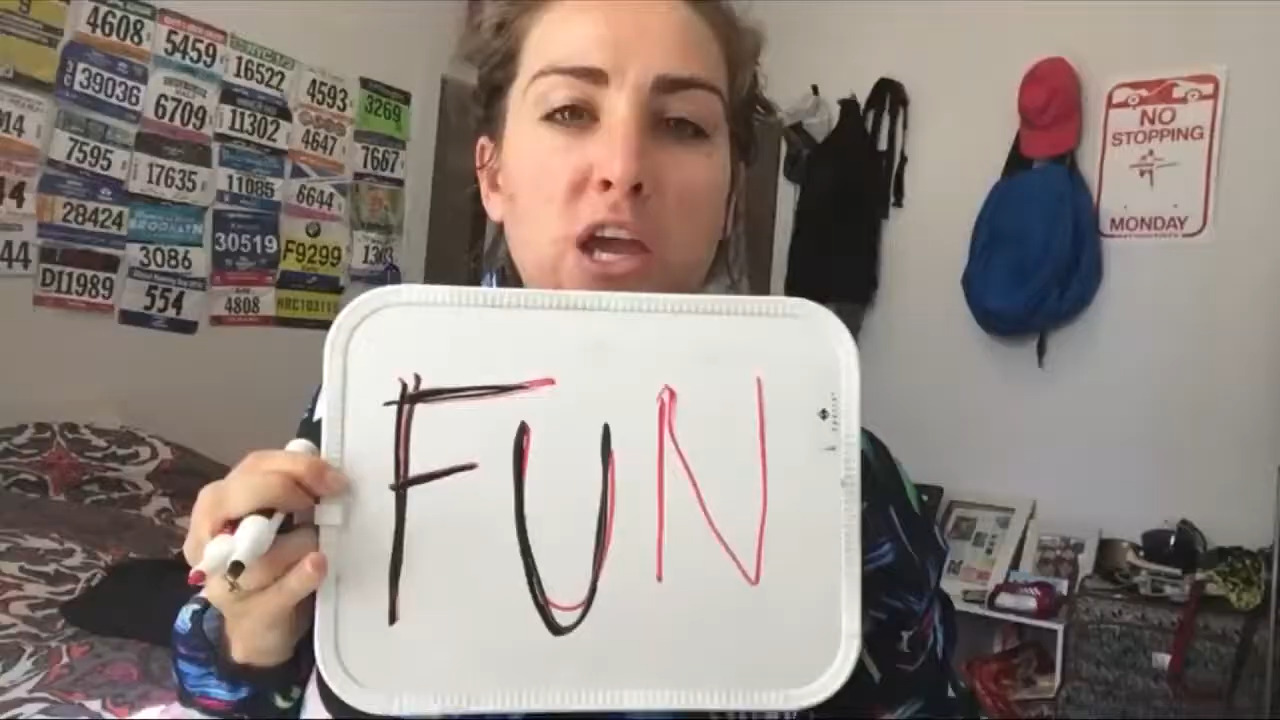 4608
5459
16522
4593
3269
39036
6709
11302
4647
7667
7595
17635
11085
6644
28424
BROOKLYN
3086
30519
F9299
D11989
554
4808
NO
STOPPING
MONDAY
FUN